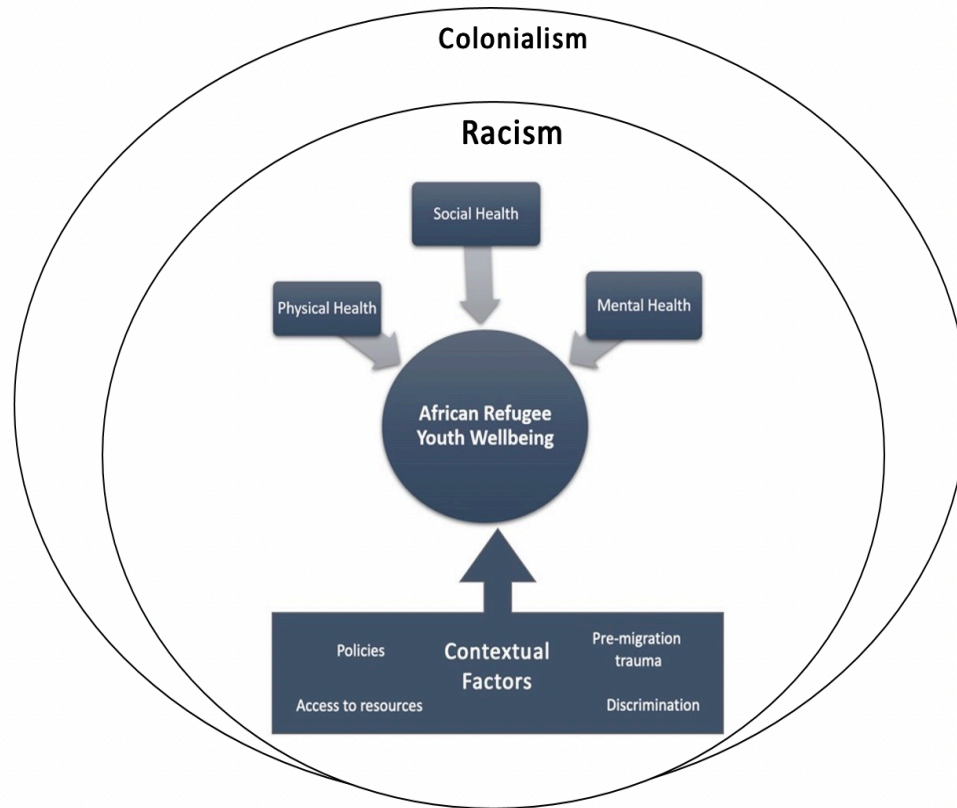 Colonialism
Racism
Social Health
Physical Health
Mental Health
African Refugee
Youth Wellbeing
Contextual
Factors
Policies
Pre-migration
trauma
Access to resources
Discrimination